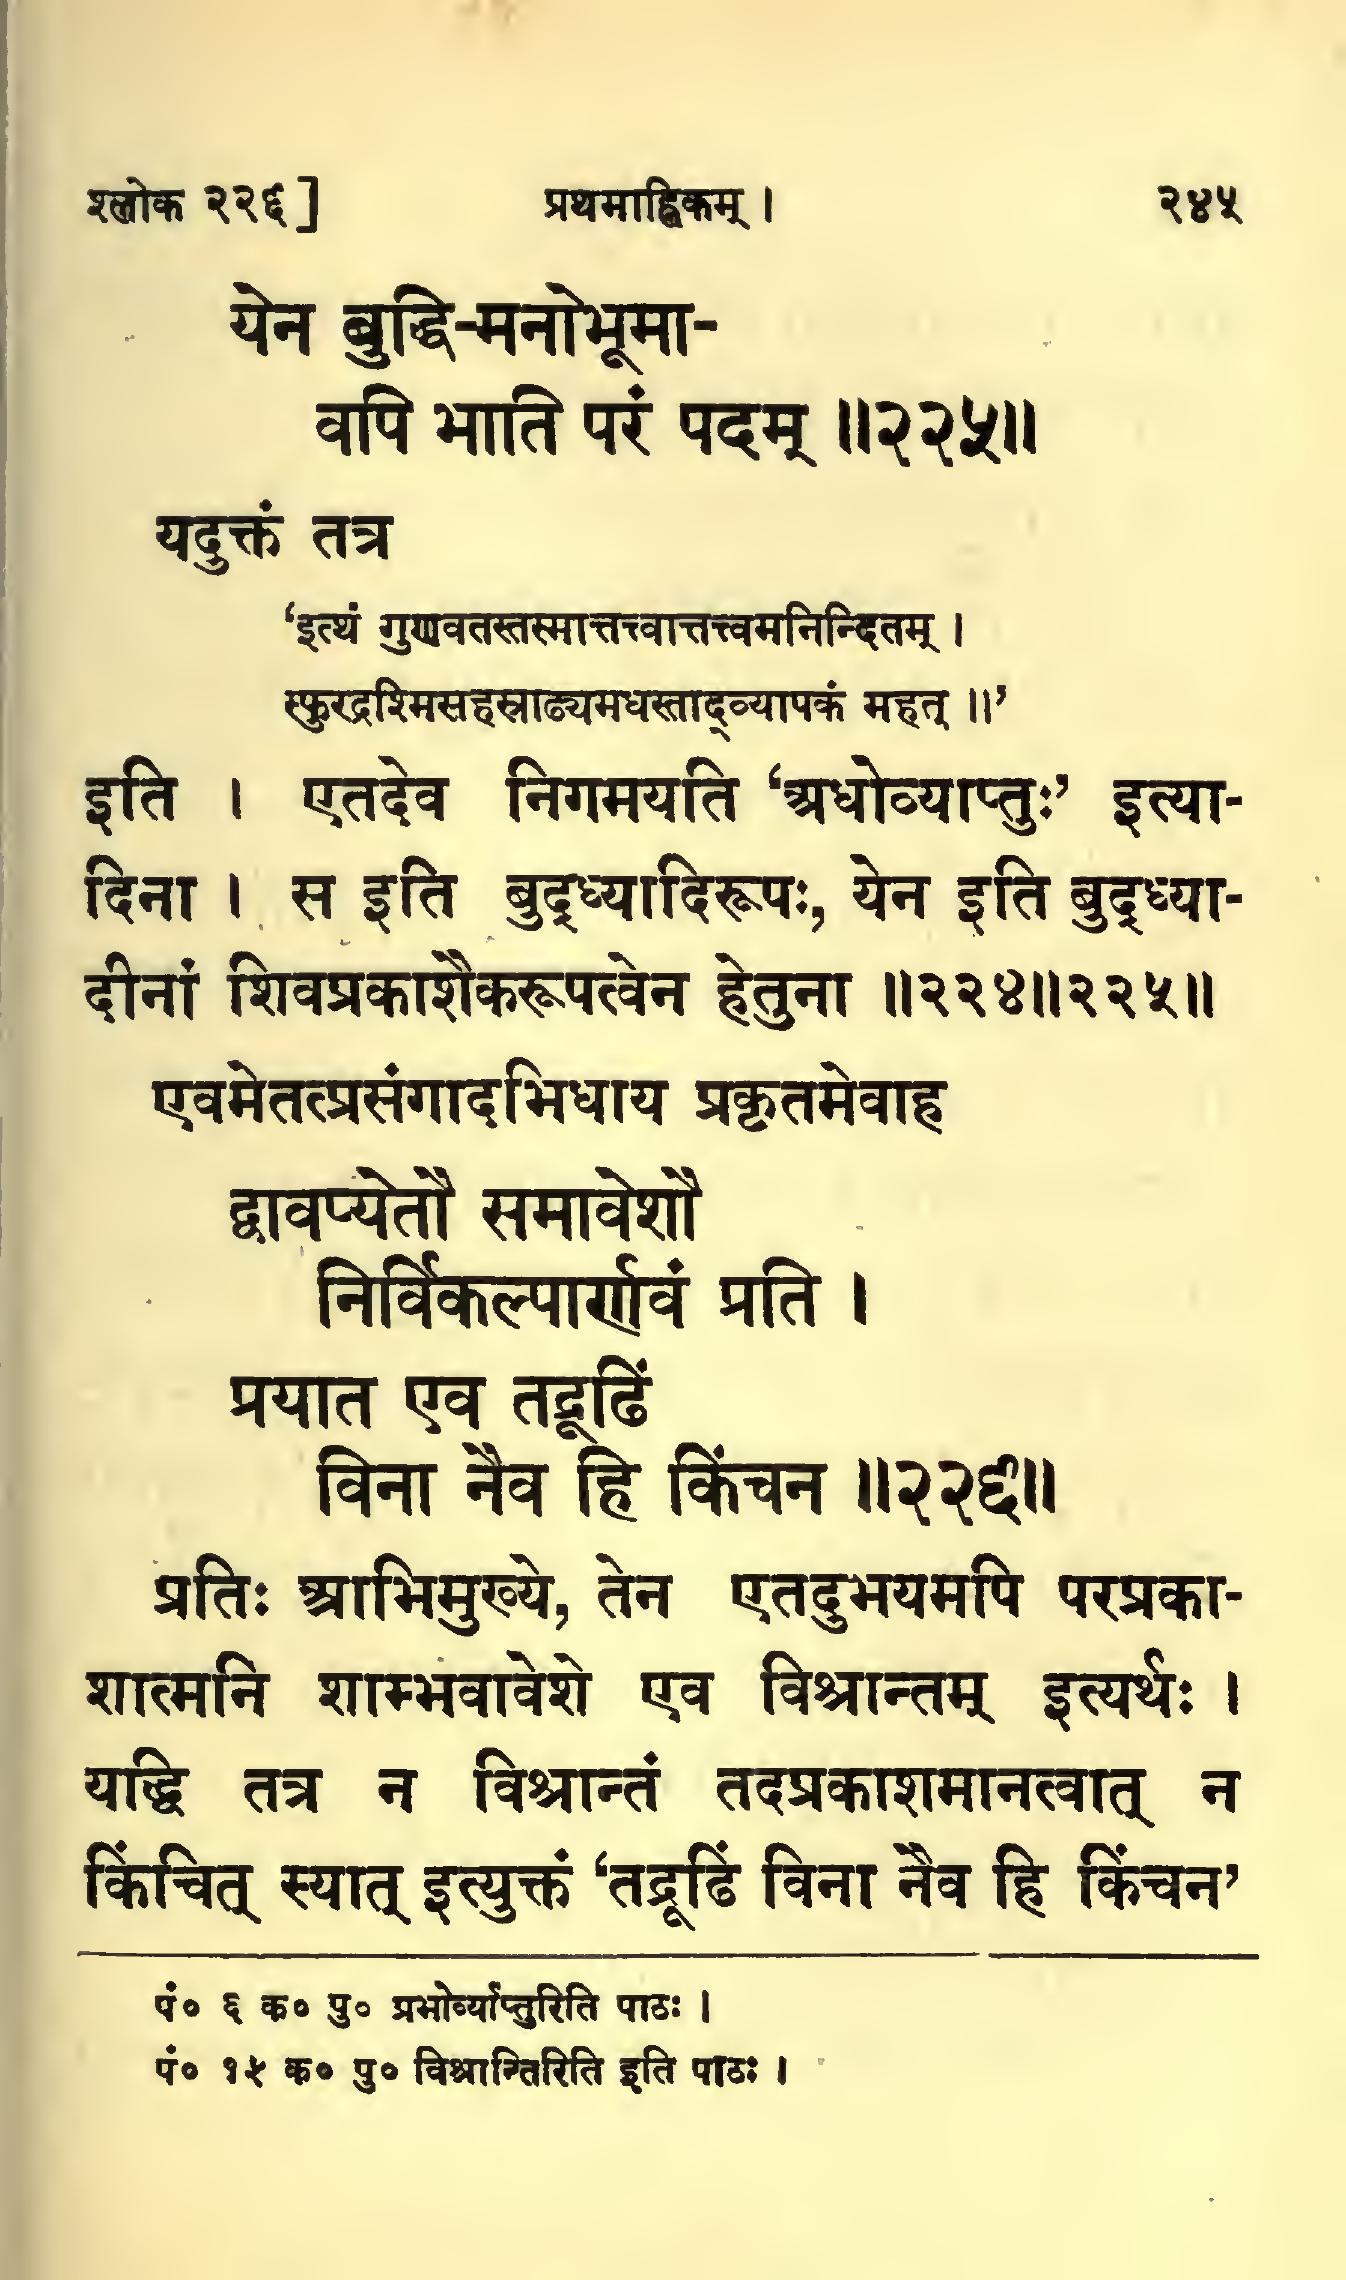 श्लोक २२६]
प्रथमाह्निकम् ।
२४५
येन बुद्धि-मनोभूमा-
वपि भाति परं पदम् ॥२२५॥
यदुक्तं तत्र
‘इत्थं गुणवतस्तस्मात्तत्त्वात्तत्त्वमनिन्दितम् ।
स्फुरद्रश्मिसहस्राढ्यमधस्ताद्व्यापकं महत् ॥’
इति । एतदेव निगमयति ‘अधोव्याप्तुः’ इत्या-
दिना । स इति बुद्ध्यादिरूपः, येन इति बुद्ध्या-
दीनां शिवप्रकाशैकरूपत्वेन हेतुना ॥२२४॥२२५॥
एवमेतत्प्रसंगादभिधाय प्रकृतमेवाह
द्वावप्येतौ समावेशौ
निर्विकल्पार्णवं प्रति ।
प्रयात एव तद्रूढिं
विना नैव हि किंचन ॥२२६॥
प्रतिः आभिमुख्ये, तेन एतदुभयमपि परप्रका-
शात्मनि शाम्भवावेशे एव विश्रान्तम् इत्यर्थः ।
यद्धि तत्र न विश्रान्तं तदप्रकाशमानत्वात् न
किंचित् स्यात् इत्युक्तं ‘तद्रूढिं विना नैव हि किंचन’
पं० ६ क० पु० प्रभोर्व्याप्तुरिति पाठः ।
पं० १५ क० पु० विश्रान्तिरिति इति पाठः ।